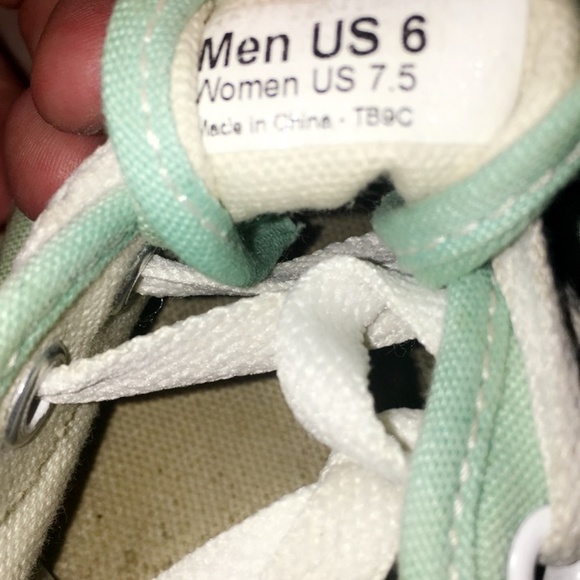 Men US 6
Women US 7.5
Made in China - TB9C